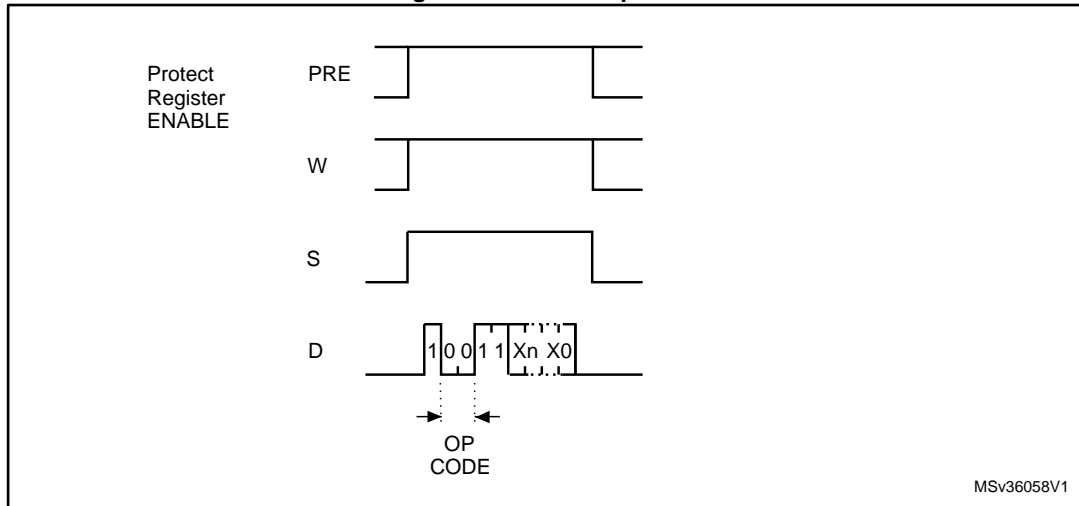 Protect
Register
ENABLE
PRE
W
S
D
1 0 0 1 1 Xn X0
OP
CODE
MSv36058V1